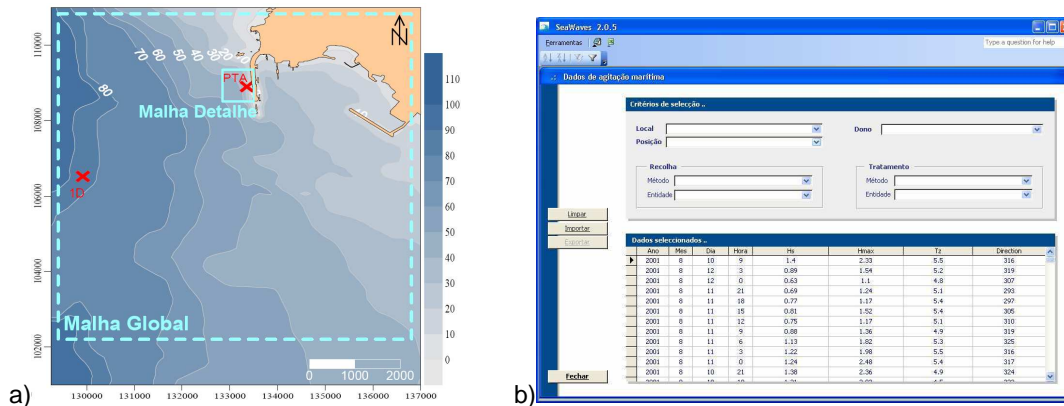 N
110000
108000
106000
104000
102000
130000 131000 132000 133000 134000 135000 136000 137000
80
70
60
50
40
30
20
PTA
Malha Detalhe
1D
Malha Global
0 1000 2000
110
100
90
80
70
60
50
40
30
20
10
0
a)
SeaWaves 2.0.5
Ferramentas
Type a question for help
Dados de agitação marítima
Critérios de selecção ..
Local
Dono
Posição
Recolha
Método
Entidade
Tratamento
Método
Entidade
Limpar
Importar
Exportar
Fechar
Dados seleccionados ..
Ano Mes Dia Hora Hs Hmax Tz Direction
2001 8 10 9 1.4 2.33 5.5 316
2001 8 12 3 0.89 1.54 5.2 319
2001 8 12 0 0.63 1.1 4.8 307
2001 8 11 21 0.69 1.24 5.1 293
2001 8 11 18 0.77 1.17 5.4 297
2001 8 11 15 0.81 1.52 5.4 305
2001 8 11 12 0.75 1.17 5.1 310
2001 8 11 9 0.88 1.36 4.9 319
2001 8 11 6 1.13 1.82 5.3 325
2001 8 11 3 1.22 1.98 5.5 316
2001 8 11 0 1.24 2.48 5.4 317
2001 8 10 21 1.38 2.36 4.9 324
b)